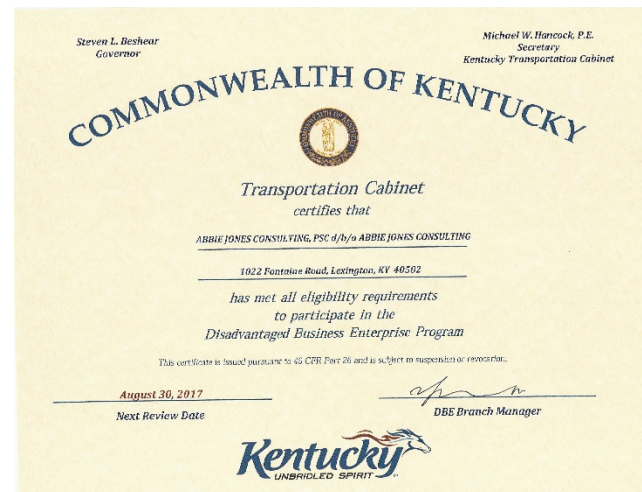 Steven L. Beshear
Governor
Michael W. Hancock, P.E.
Secretary
Kentucky Transportation Cabinet
COMMONWEALTH OF KENTUCKY
Transportation Cabinet
certifies that
ABBIE JONES CONSULTING, PSC d/b/a ABBIE JONES CONSULTING
1022 Fontaine Road, Lexington, KY 40502
has met all eligibility requirements
to participate in the
Disadvantaged Business Enterprise Program
This certificate is issued pursuant to 49 CFR Part 26 and is subject to suspension or revocation.
August 30, 2017
Next Review Date
DBE Branch Manager
Kentucky
UNBRIDLED SPIRIT